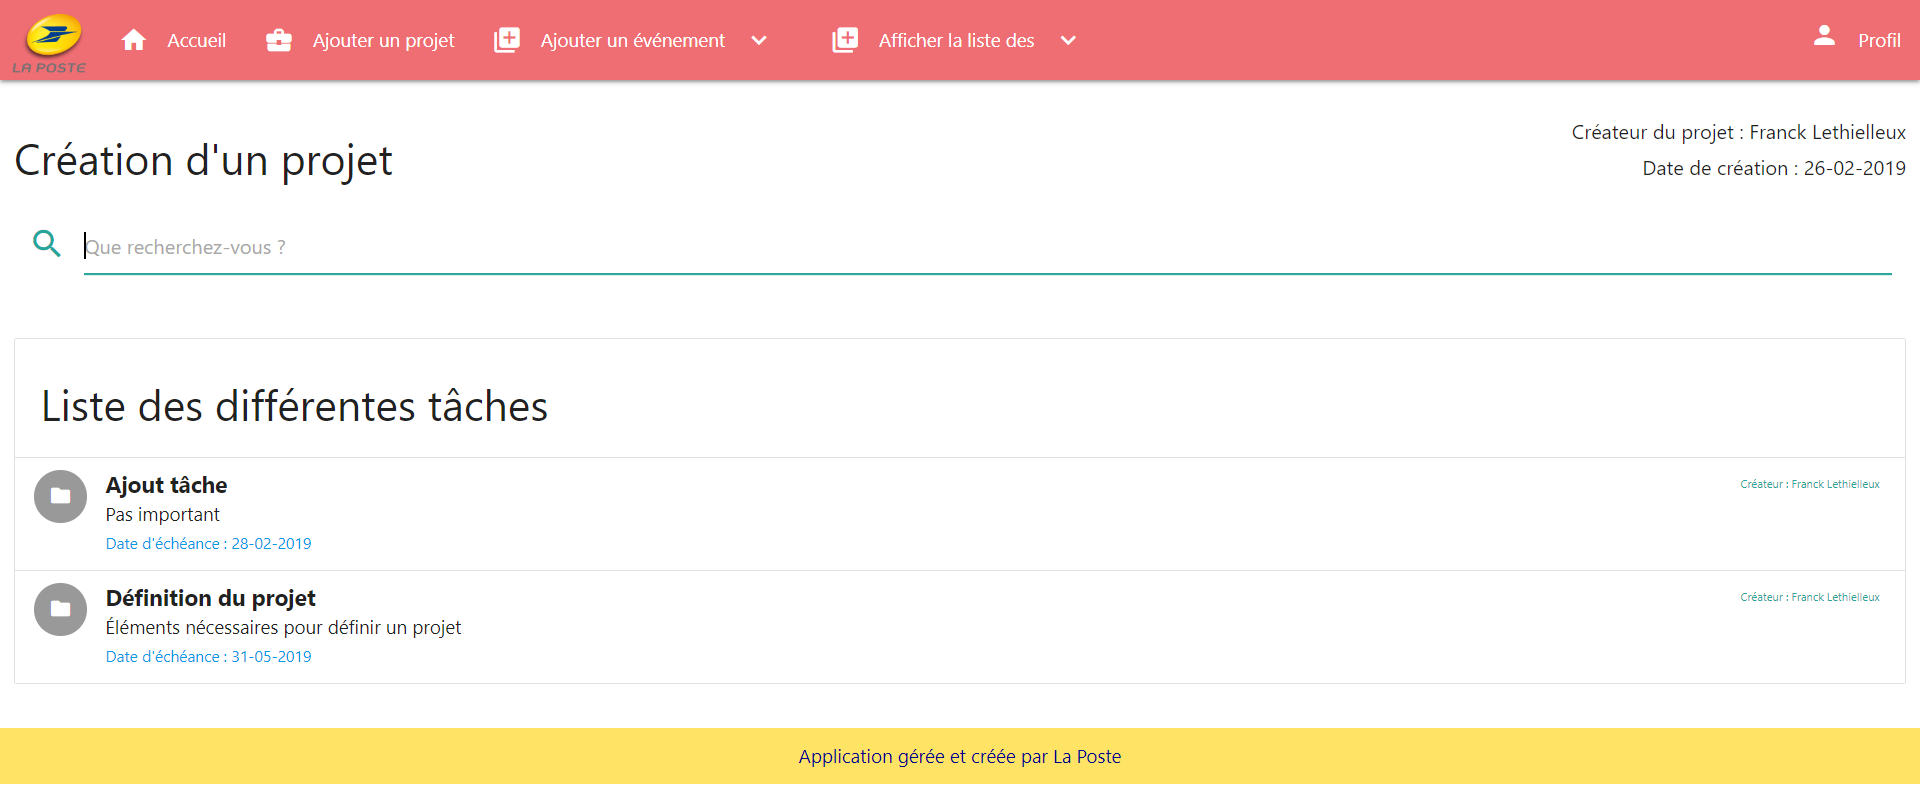 LA POSTE
Accueil
Ajouter un projet
Ajouter un événement
Afficher la liste des
Profil
Création d'un projet
Créateur du projet : Franck Lethielleux
Date de création : 26-02-2019
Que recherchez-vous ?
Liste des différentes tâches
Ajout tâche
Créateur : Franck Lethielleux
Pas important
Date d'échéance : 28-02-2019
Définition du projet
Créateur : Franck Lethielleux
Éléments nécessaires pour définir un projet
Date d'échéance : 31-05-2019
Application gérée et créée par La Poste